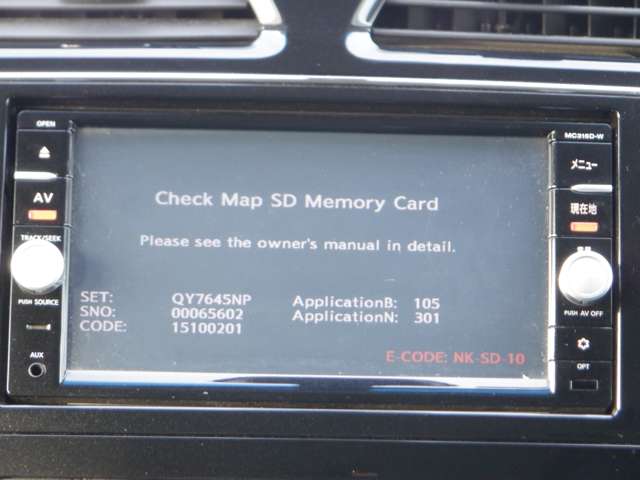 OPEN
MC315D-W
AV
メニュー
現在地
TRACK/SEEK
PUSH SOURCE
PUSH AV OFF
AUX
OPT
Check Map SD Memory Card
Please see the owner's manual in detail.
SET: QY7645NP ApplicationB: 105
SNO: 00065602 ApplicationN: 301
CODE: 15100201
E-CODE: NK-SD-10